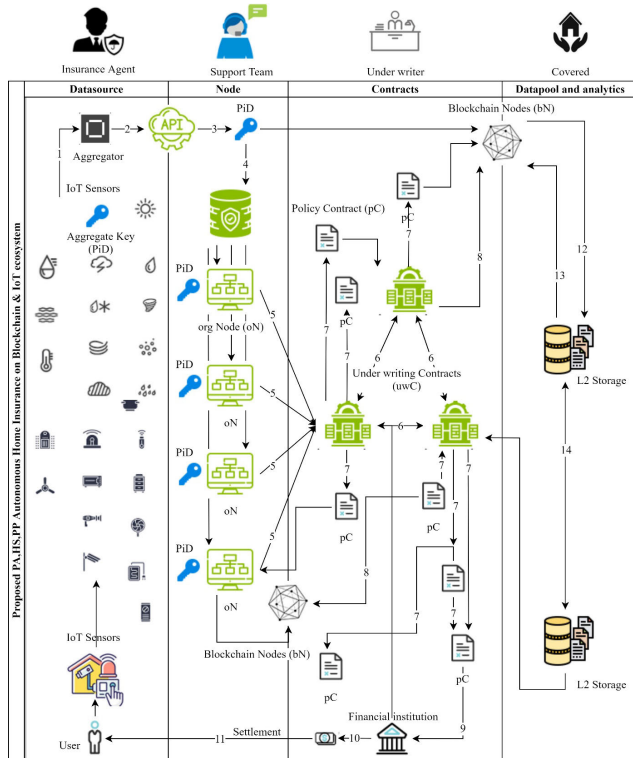 Insurance Agent
Support Team
Under writer
Covered
Datasource
Node
Contracts
Datapool and analytics
Proposed PA,HS,PP Autonomous Home Insurance on Blockchain & IoT ecosystem
PiD
Blockchain Nodes (bN)
API
1
2
3
4
Aggregator
IoT Sensors
Aggregate Key
(PiD)
pC
Policy Contract (pC)
7
8
12
13
PiD
org Node (oN)
5
7
pC
7
6
6
L2 Storage
Under writing Contracts
(uwC)
PiD
5
oN
6
14
PiD
5
7
7
7
oN
pC
pC
5
PiD
8
oN
7
7
7
IoT Sensors
Blockchain Nodes (bN)
pC
pC
L2 Storage
User
11
Settlement
10
Financial institution
9